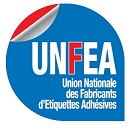 UNFEA
Union Nationale
des Fabricants
d'Etiquettes Adhésives